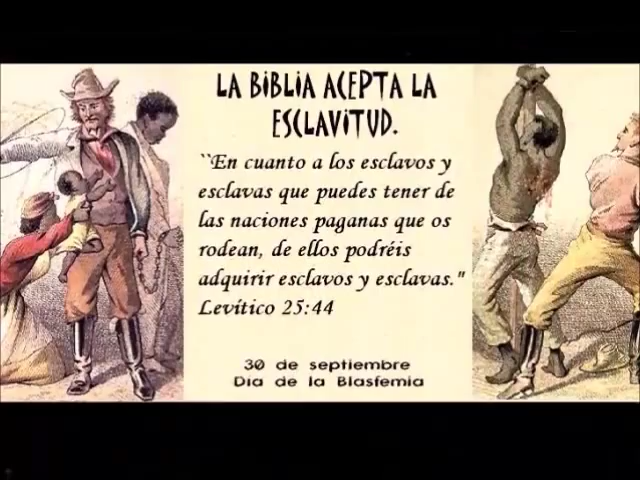 LA BIBLIA ACEPTA LA
ESCLAVITUD.
``En cuanto a los esclavos y
esclavas que puedes tener de
las naciones paganas que os
rodean, de ellos podréis
adquirir esclavos y esclavas."
Levítico 25:44
30 de septiembre
Dia de la Blasfemia